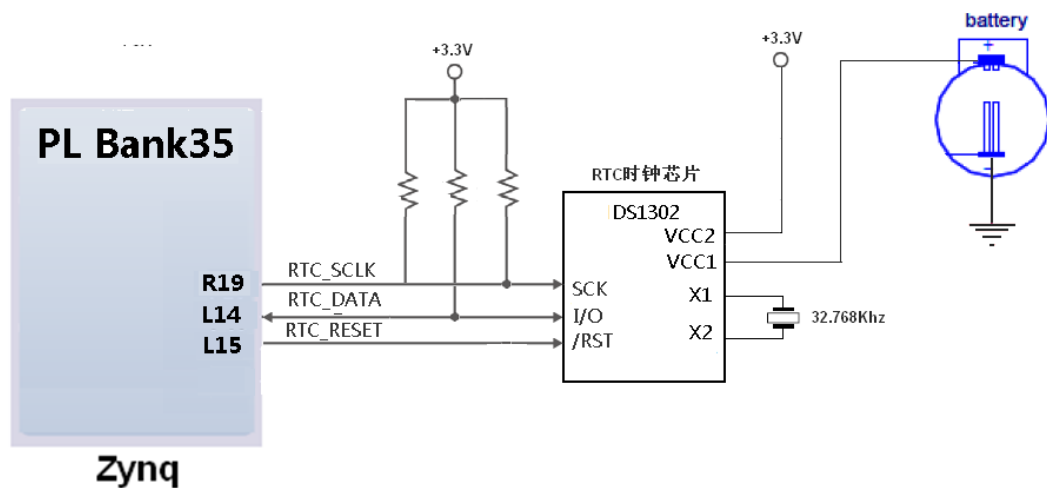 battery
+3.3V
+3.3V
+
PL Bank35
RTC时钟芯片
DS1302
VCC2
VCC1
-
R19
RTC_SCLK
SCK
X1
L14
RTC_DATA
I/O
32.768Khz
L15
RTC_RESET
/RST
X2
Zynq